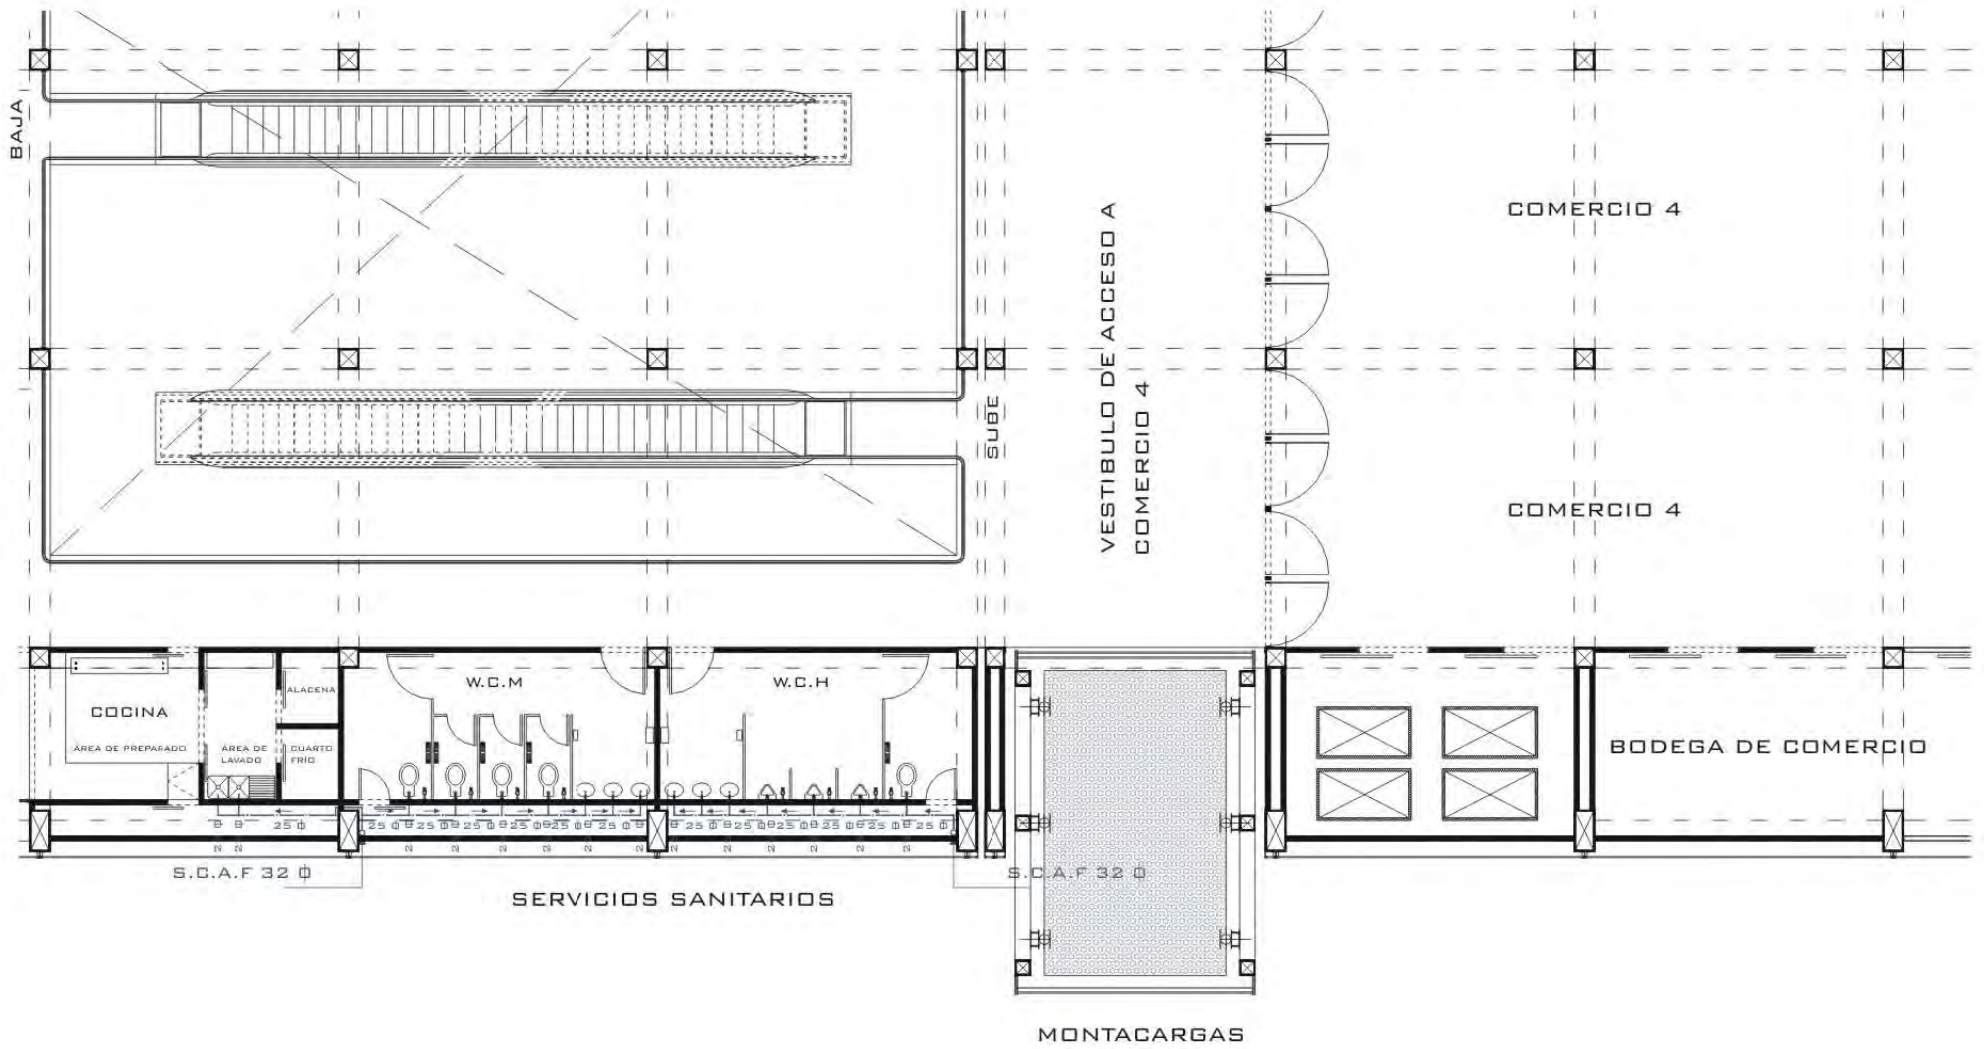 BAJA
COMERCIO 4
VESTIBULO DE ACCESO A
COMERCIO 4
SUBE
COMERCIO 4
W.C.M
W.C.H
ALACENA
COCINA
ÁREA DE PREPARADO
ÁREA DE
LAVADO
CUARTO
FRÍO
BODEGA DE COMERCIO
S.C.A.F 32 Ø
S.C.A.F 32 Ø
SERVICIOS SANITARIOS
MONTACARGAS